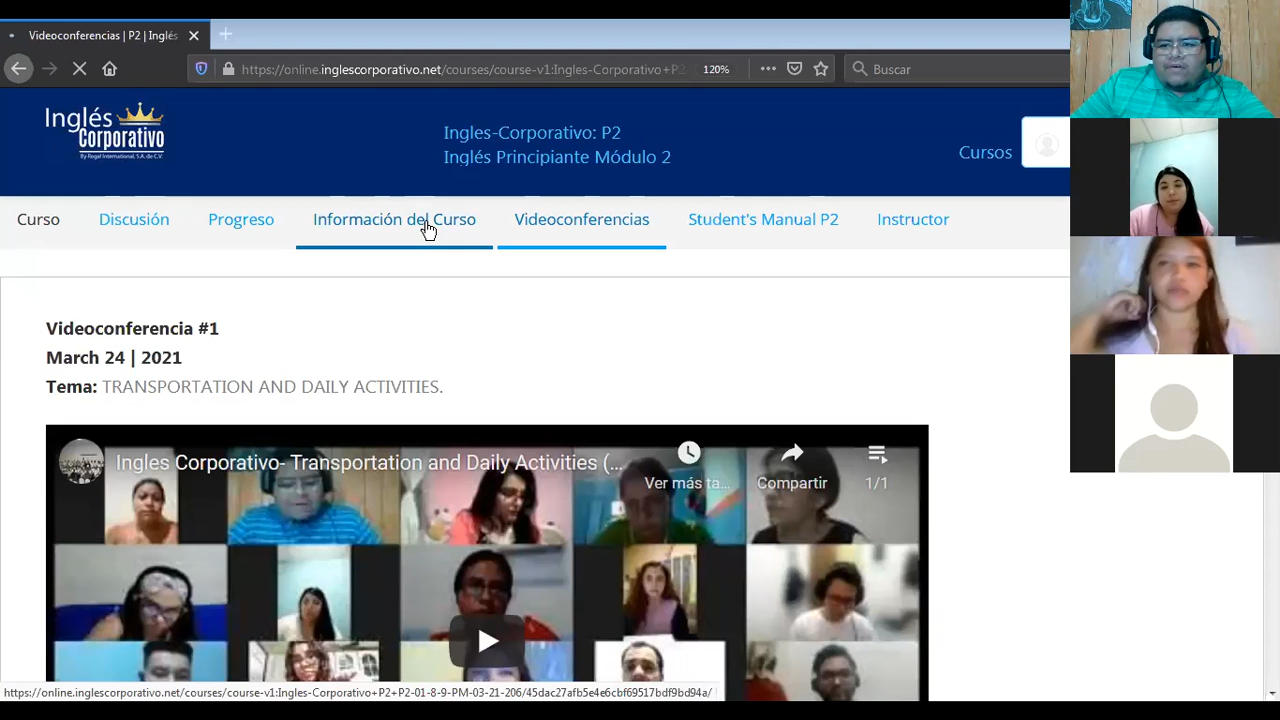 Videoconferencias | P2 | Inglés
https://online.inglescorporativo.net/courses/course-v1:Ingles-Corporativo+P2
120%
Buscar
Inglés
Corporativo
By Regaf International, S.A. de C.V.
Ingles-Corporativo: P2
Inglés Principiante Módulo 2
Cursos
Curso
Discusión
Progreso
Información del Curso
Videoconferencias
Student's Manual P2
Instructor
Videoconferencia #1
March 24 | 2021
Tema: TRANSPORTATION AND DAILY ACTIVITIES.
Ingles Corporativo- Transportation and Daily Activities (...
Ver más ta...
Compartir
1/1
https://online.inglescorporativo.net/courses/course-v1:Ingles-Corporativo+P2+P2-01-8-9-PM-03-21-206/45dac27afb5e4e6cbf69517bdf9bd94a/